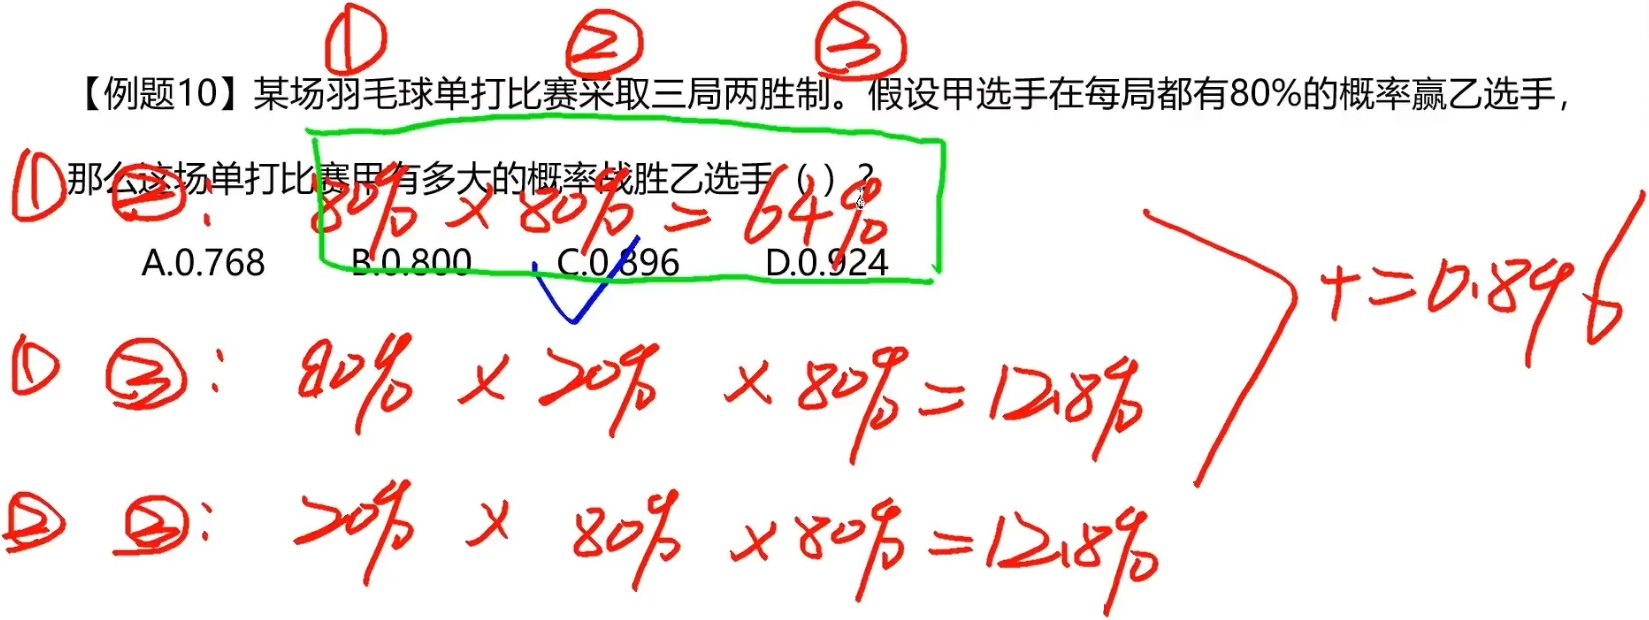 ① ② ③
【例题10】某场羽毛球单打比赛采取三局两胜制。假设甲选手在每局都有80%的概率赢乙选手，
那么这场单打比赛甲有多大的概率战胜乙选手（ ）？
① ②： 80% × 80% = 64%
A.0.768 B.0.800 C.0.896 D.0.924
+=0.896
① ③： 80% × 20% × 80% = 12.8%
② ③： 20% × 80% × 80% = 12.8%